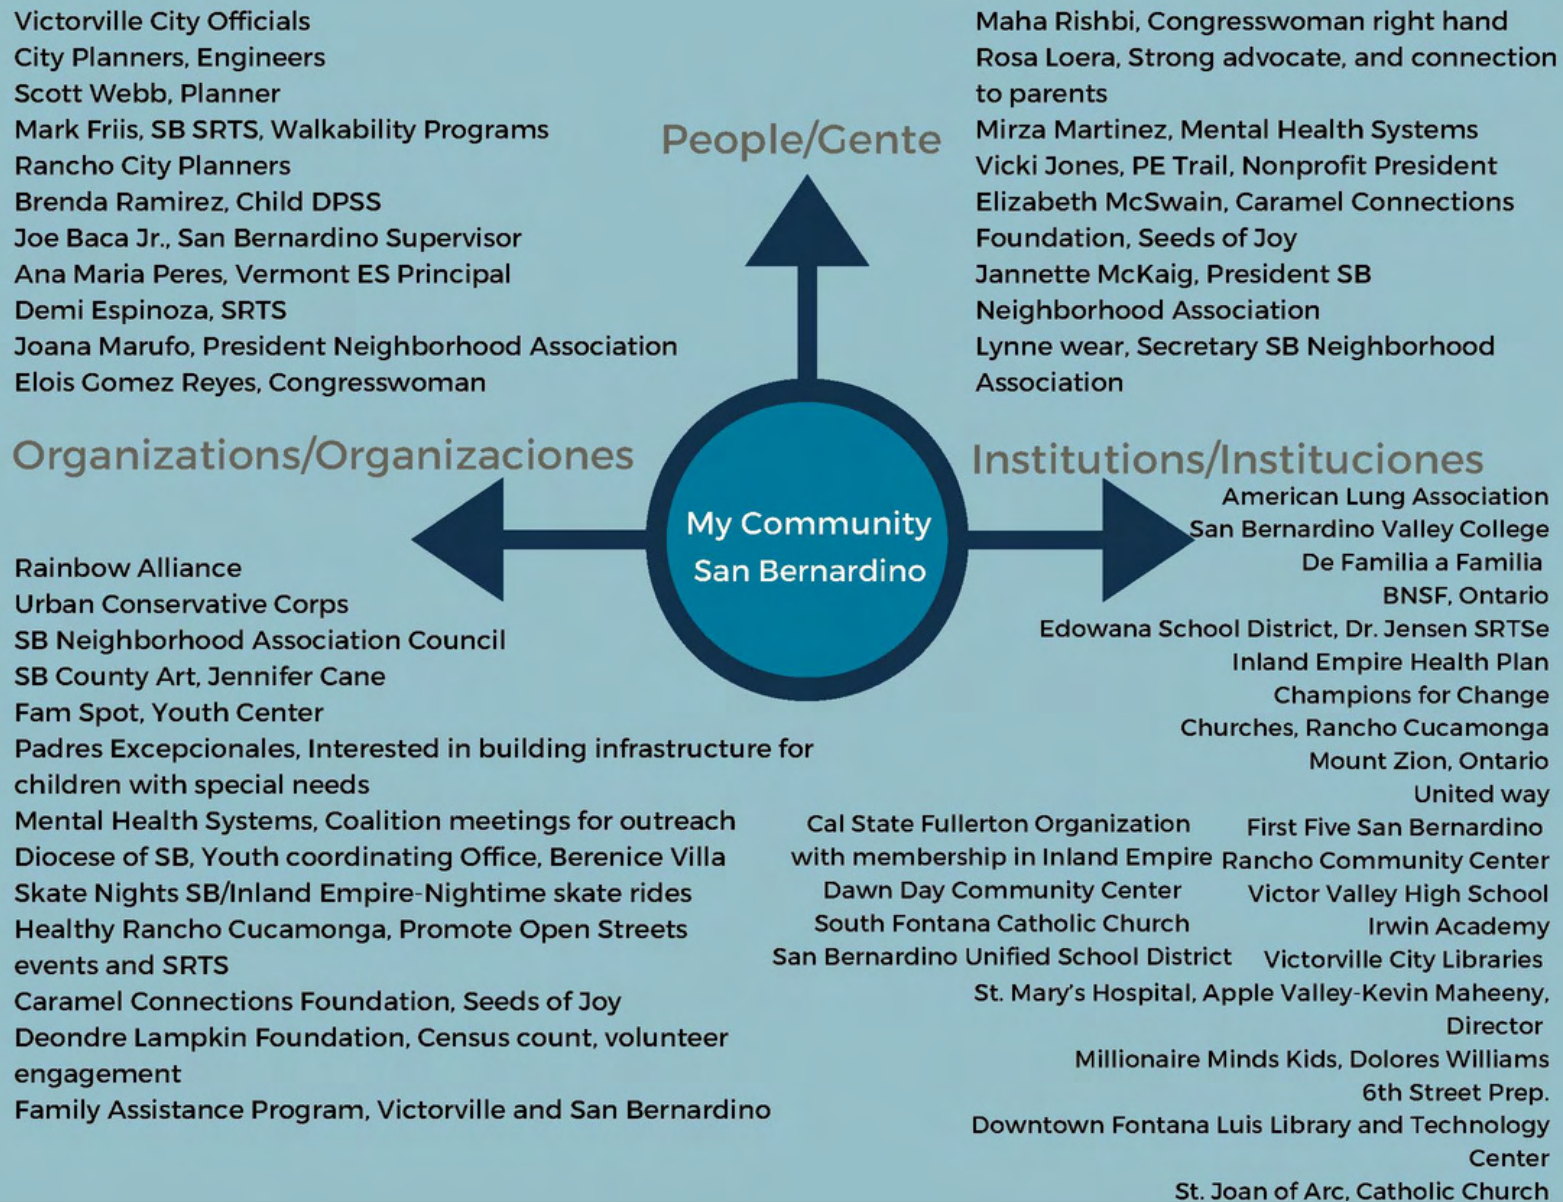 Victorville City Officials
City Planners, Engineers
Scott Webb, Planner
Mark Friis, SB SRTS, Walkability Programs
Rancho City Planners
Brenda Ramirez, Child DPSS
Joe Baca Jr., San Bernardino Supervisor
Ana Maria Peres, Vermont ES Principal
Demi Espinoza, SRTS
Joana Marufo, President Neighborhood Association
Elois Gomez Reyes, Congresswoman
People/Gente
Maha Rishbi, Congresswoman right hand
Rosa Loera, Strong advocate, and connection
to parents
Mirza Martinez, Mental Health Systems
Vicki Jones, PE Trail, Nonprofit President
Elizabeth McSwain, Caramel Connections
Foundation, Seeds of Joy
Jannette McKaig, President SB
Neighborhood Association
Lynne wear, Secretary SB Neighborhood
Association
Organizations/Organizaciones
Rainbow Alliance
Urban Conservative Corps
SB Neighborhood Association Council
SB County Art, Jennifer Cane
Fam Spot, Youth Center
Padres Excepcionales, Interested in building infrastructure for
children with special needs
Mental Health Systems, Coalition meetings for outreach
Diocese of SB, Youth coordinating Office, Berenice Villa
Skate Nights SB/Inland Empire-Nightime skate rides
Healthy Rancho Cucamonga, Promote Open Streets
events and SRTS
Caramel Connections Foundation, Seeds of Joy
Deondre Lampkin Foundation, Census count, volunteer
engagement
Family Assistance Program, Victorville and San Bernardino
My Community
San Bernardino
Institutions/Instituciones
American Lung Association
San Bernardino Valley College
De Familia a Familia
BNSF, Ontario
Edowana School District, Dr. Jensen SRTSe
Inland Empire Health Plan
Champions for Change
Churches, Rancho Cucamonga
Mount Zion, Ontario
United way
First Five San Bernardino
Rancho Community Center
Victor Valley High School
Irwin Academy
Victorville City Libraries
Cal State Fullerton Organization
with membership in Inland Empire
Dawn Day Community Center
South Fontana Catholic Church
San Bernardino Unified School District
St. Mary's Hospital, Apple Valley-Kevin Maheeny,
Director
Millionaire Minds Kids, Dolores Williams
6th Street Prep.
Downtown Fontana Luis Library and Technology
Center
St. Joan of Arc, Catholic Church